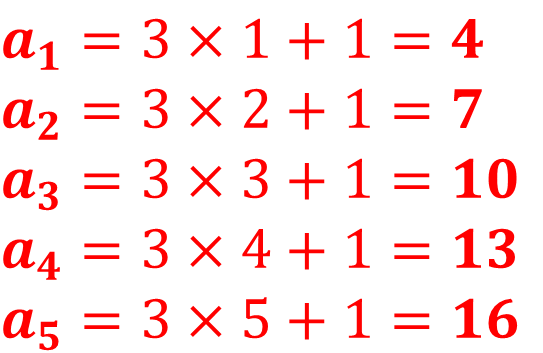 a₁ = 3 × 1 + 1 = 4
a₂ = 3 × 2 + 1 = 7
a₃ = 3 × 3 + 1 = 10
a₄ = 3 × 4 + 1 = 13
a₅ = 3 × 5 + 1 = 16